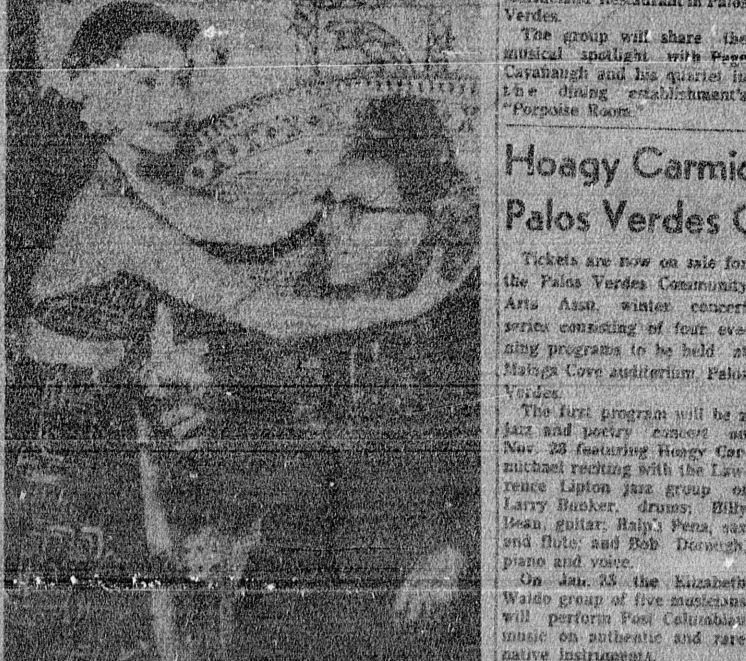 Restaurant in Palos
Verdes.
The group will share the
musical spotlight with Page
Cavanaugh and his quartet in
the dining establishment's
"Porpoise Room."
Hoagy Carmic
Palos Verdes C
Tickets are now on sale for
the Palos Verdes Community
Arts Assn. winter concert
series consisting of four eve-
ning programs to be held at
Malaga Cove auditorium, Palos
Verdes.
The first program will be a
jazz and poetry concert on
Nov. 28 featuring Hoagy Car-
michael reciting with the Law-
rence Lipton jazz group of
Larry Bunker, drums; Billy
Bean, guitar; Ralph Pena, sax
and flute; and Bob Dorough,
piano and voice.
On Jan. 23 the Elizabeth
Waldo group of five musicians
will perform Post Columbian
music on authentic and rare
native instruments.